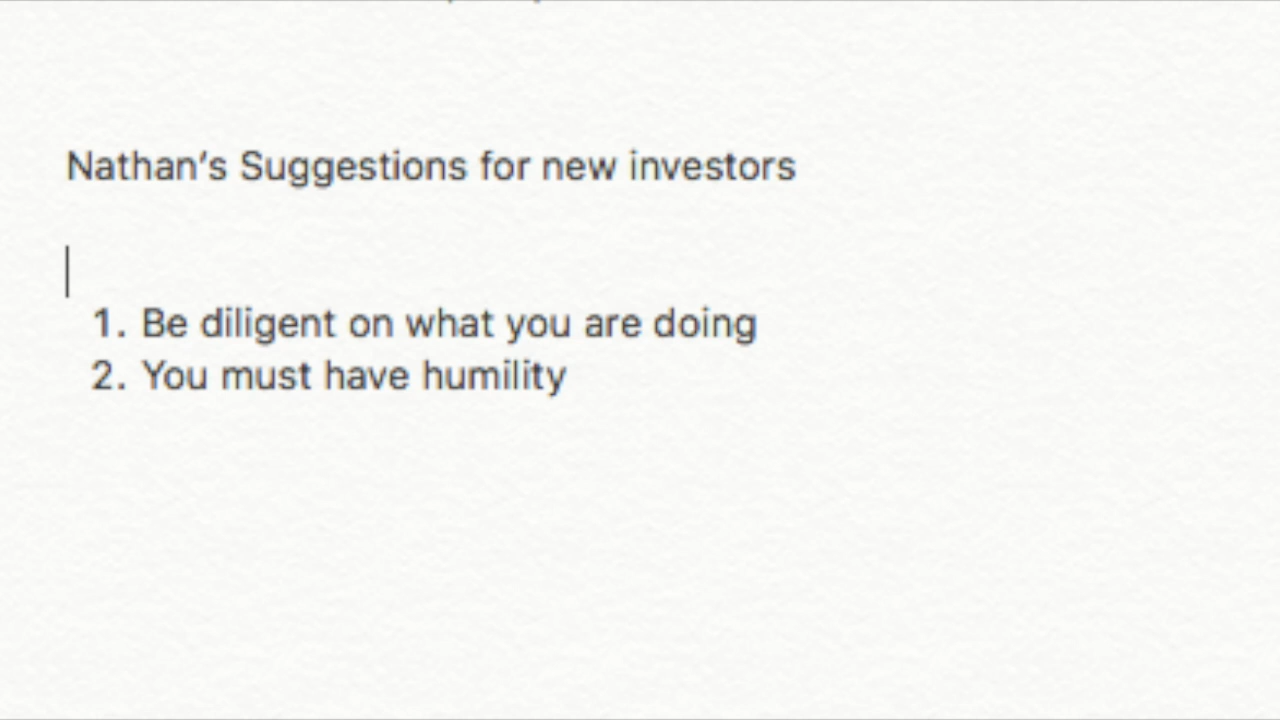 Nathan’s Suggestions for new investors
1. Be diligent on what you are doing
2. You must have humility